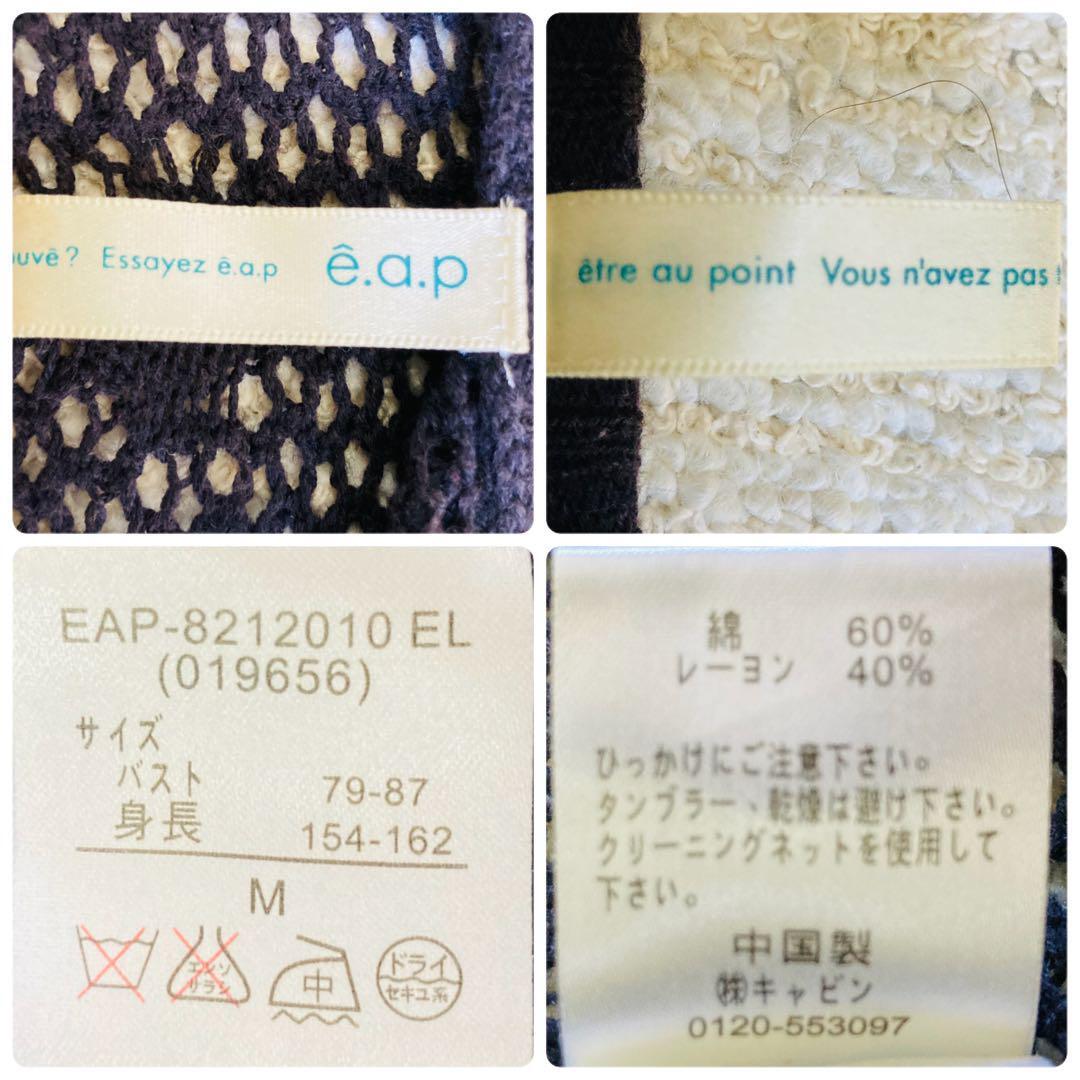 ? Essayez ê.a.p ê.a.p
être au point Vous n'avez pas
EAP-8212010 EL
(019656)
サイズ
バスト 79-87
身長 154-162
M
エンソ
サラシ
中
ドライ
セキユ系
綿 60%
レーヨン 40%
ひっかけにご注意下さい。
タンブラー、乾燥は避け下さい。
クリーニングネットを使用して
下さい。
中国製
㈱キャビン
0120-553097